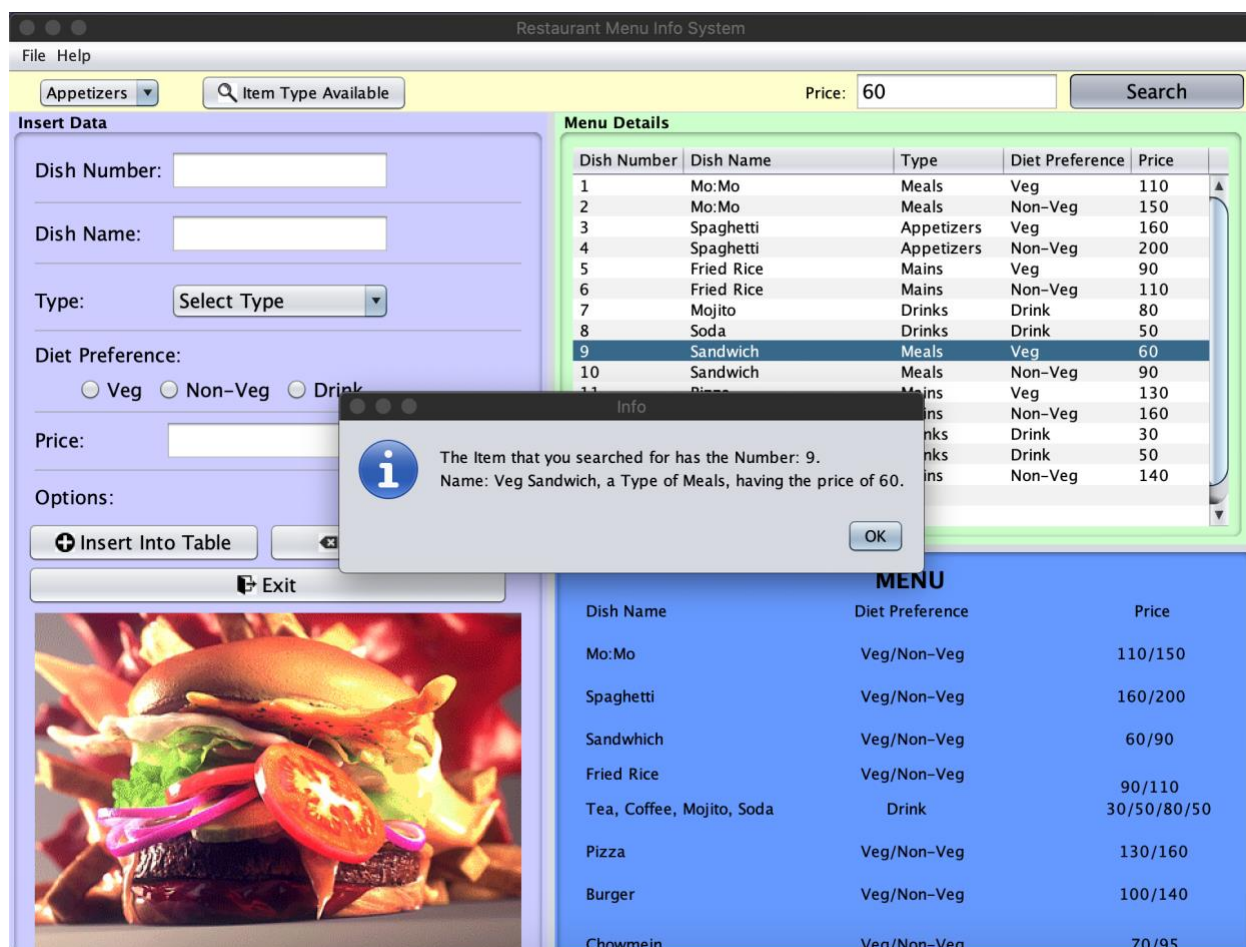 Restaurant Menu Info System
File Help
Appetizers Item Type Available Price: 60 Search
Insert Data
Dish Number:
Dish Name:
Type: Select Type
Diet Preference:
Veg Non-Veg Drink
Price:
Options:
Insert Into Table
Exit
Menu Details
Dish Number Dish Name Type Diet Preference Price
1 Mo:Mo Meals Veg 110
2 Mo:Mo Meals Non-Veg 150
3 Spaghetti Appetizers Veg 160
4 Spaghetti Appetizers Non-Veg 200
5 Fried Rice Mains Veg 90
6 Fried Rice Mains Non-Veg 110
7 Mojito Drinks Drink 80
8 Soda Drinks Drink 50
9 Sandwich Meals Veg 60
10 Sandwich Meals Non-Veg 90
11 Pizza Mains Veg 130
Non-Veg 160
Drink 30
Drink 50
Non-Veg 140
Info
The Item that you searched for has the Number: 9.
Name: Veg Sandwich, a Type of Meals, having the price of 60.
OK
MENU
Dish Name Diet Preference Price
Mo:Mo Veg/Non-Veg 110/150
Spaghetti Veg/Non-Veg 160/200
Sandwhich Veg/Non-Veg 60/90
Fried Rice Veg/Non-Veg 90/110
Tea, Coffee, Mojito, Soda Drink 30/50/80/50
Pizza Veg/Non-Veg 130/160
Burger Veg/Non-Veg 100/140
Chowmein Veg/Non-Veg 70/95